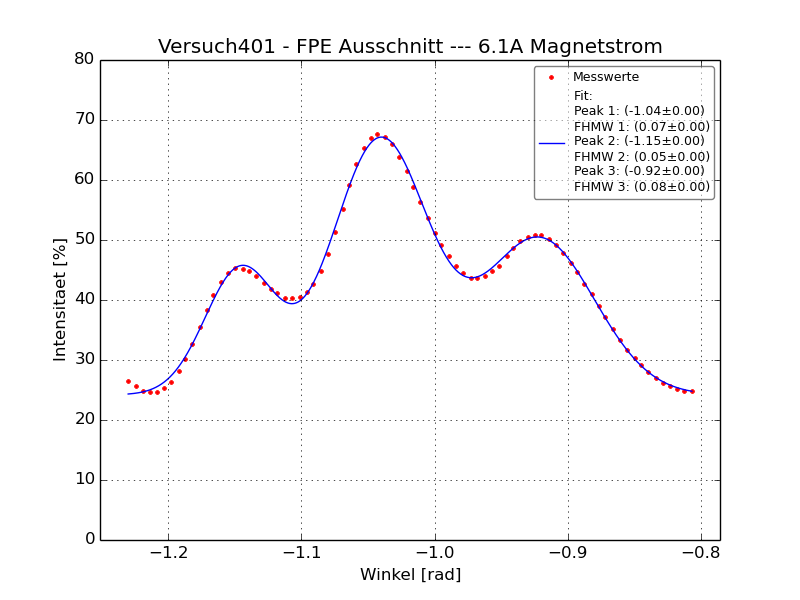 Versuch401 - FPE Ausschnitt --- 6.1A Magnetstrom
80
70
60
50
40
30
20
10
0
Intensitaet [%]
Messwerte
Fit:
Peak 1: (-1.04±0.00)
FHMW 1: (0.07±0.00)
Peak 2: (-1.15±0.00)
FHMW 2: (0.05±0.00)
Peak 3: (-0.92±0.00)
FHMW 3: (0.08±0.00)
−1.2
−1.1
−1.0
−0.9
−0.8
Winkel [rad]